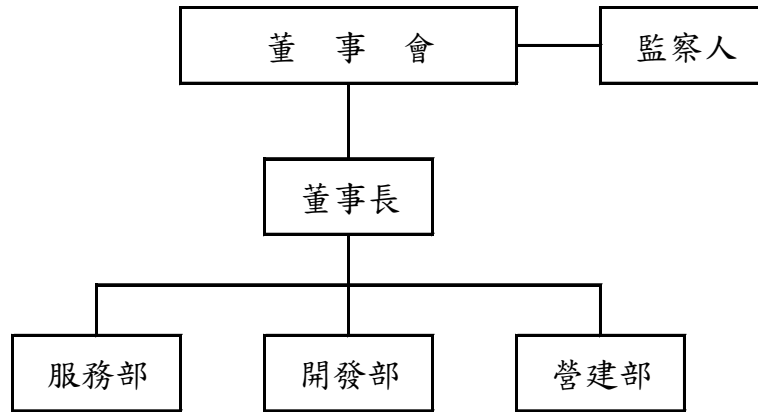 董 事 會
監察人
董事長
服務部
開發部
營建部